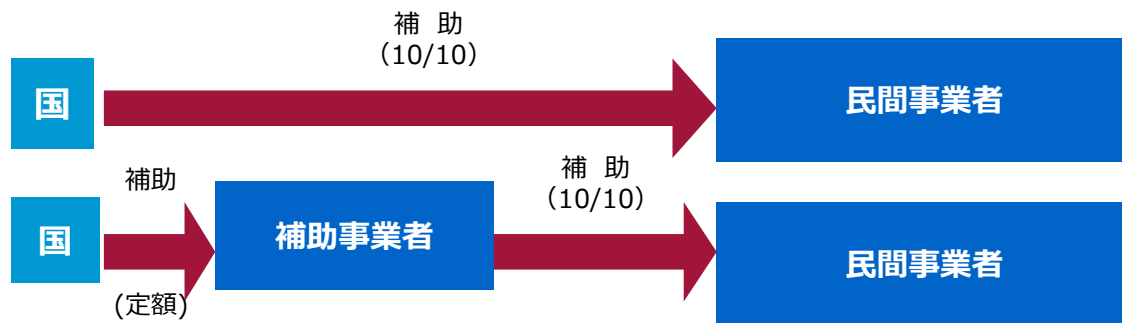 補 助
（10/10）
国
民間事業者
補助
補 助
（10/10）
国
補助事業者
民間事業者
(定額)